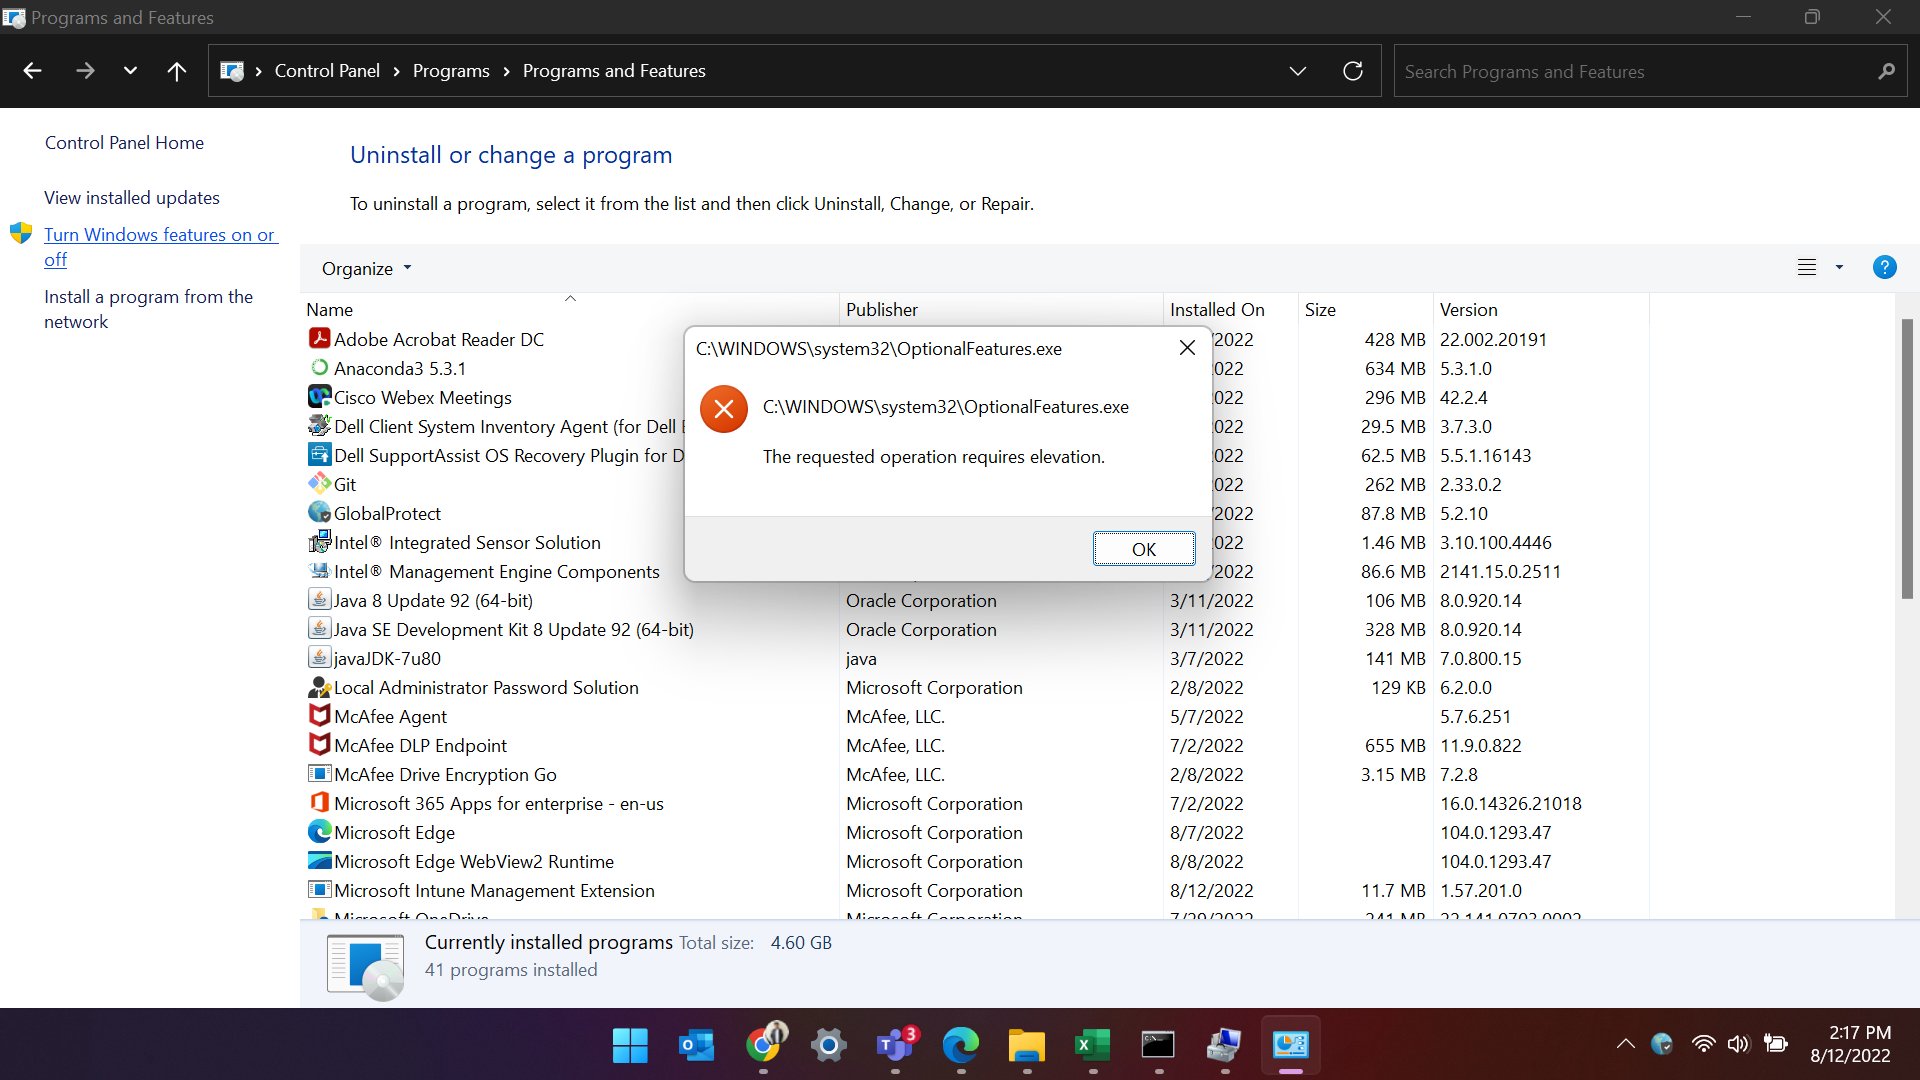 Programs and Features
Control Panel
Programs
Programs and Features
Search Programs and Features
Control Panel Home
View installed updates
Turn Windows features on or
off
Install a program from the
network
Uninstall or change a program
To uninstall a program, select it from the list and then click Uninstall, Change, or Repair.
Organize
Name Publisher Installed On Size Version
Adobe Acrobat Reader DC /2022 428 MB 22.002.20191
Anaconda3 5.3.1 022 634 MB 5.3.1.0
Cisco Webex Meetings 022 296 MB 42.2.4
Dell Client System Inventory Agent (for Dell 022 29.5 MB 3.7.3.0
Dell SupportAssist OS Recovery Plugin for D 022 62.5 MB 5.5.1.16143
Git 022 262 MB 2.33.0.2
GlobalProtect /2022 87.8 MB 5.2.10
Intel® Integrated Sensor Solution 022 1.46 MB 3.10.100.4446
Intel® Management Engine Components /2022 86.6 MB 2141.15.0.2511
Java 8 Update 92 (64-bit) Oracle Corporation 3/11/2022 106 MB 8.0.920.14
Java SE Development Kit 8 Update 92 (64-bit) Oracle Corporation 3/11/2022 328 MB 8.0.920.14
javaJDK-7u80 java 3/7/2022 141 MB 7.0.800.15
Local Administrator Password Solution Microsoft Corporation 2/8/2022 129 KB 6.2.0.0
McAfee Agent McAfee, LLC. 5/7/2022 5.7.6.251
McAfee DLP Endpoint McAfee, LLC. 7/2/2022 655 MB 11.9.0.822
McAfee Drive Encryption Go McAfee, LLC. 2/8/2022 3.15 MB 7.2.8
Microsoft 365 Apps for enterprise - en-us Microsoft Corporation 7/2/2022 16.0.14326.21018
Microsoft Edge Microsoft Corporation 8/7/2022 104.0.1293.47
Microsoft Edge WebView2 Runtime Microsoft Corporation 8/8/2022 104.0.1293.47
Microsoft Intune Management Extension Microsoft Corporation 8/12/2022 11.7 MB 1.57.201.0
Microsoft OneDrive Microsoft Corporation 7/29/2022 241 MB 22.141.0703.0002
C:\WINDOWS\system32\OptionalFeatures.exe
C:\WINDOWS\system32\OptionalFeatures.exe
The requested operation requires elevation.
OK
Currently installed programs Total size: 4.60 GB
41 programs installed
3
2:17 PM
8/12/2022